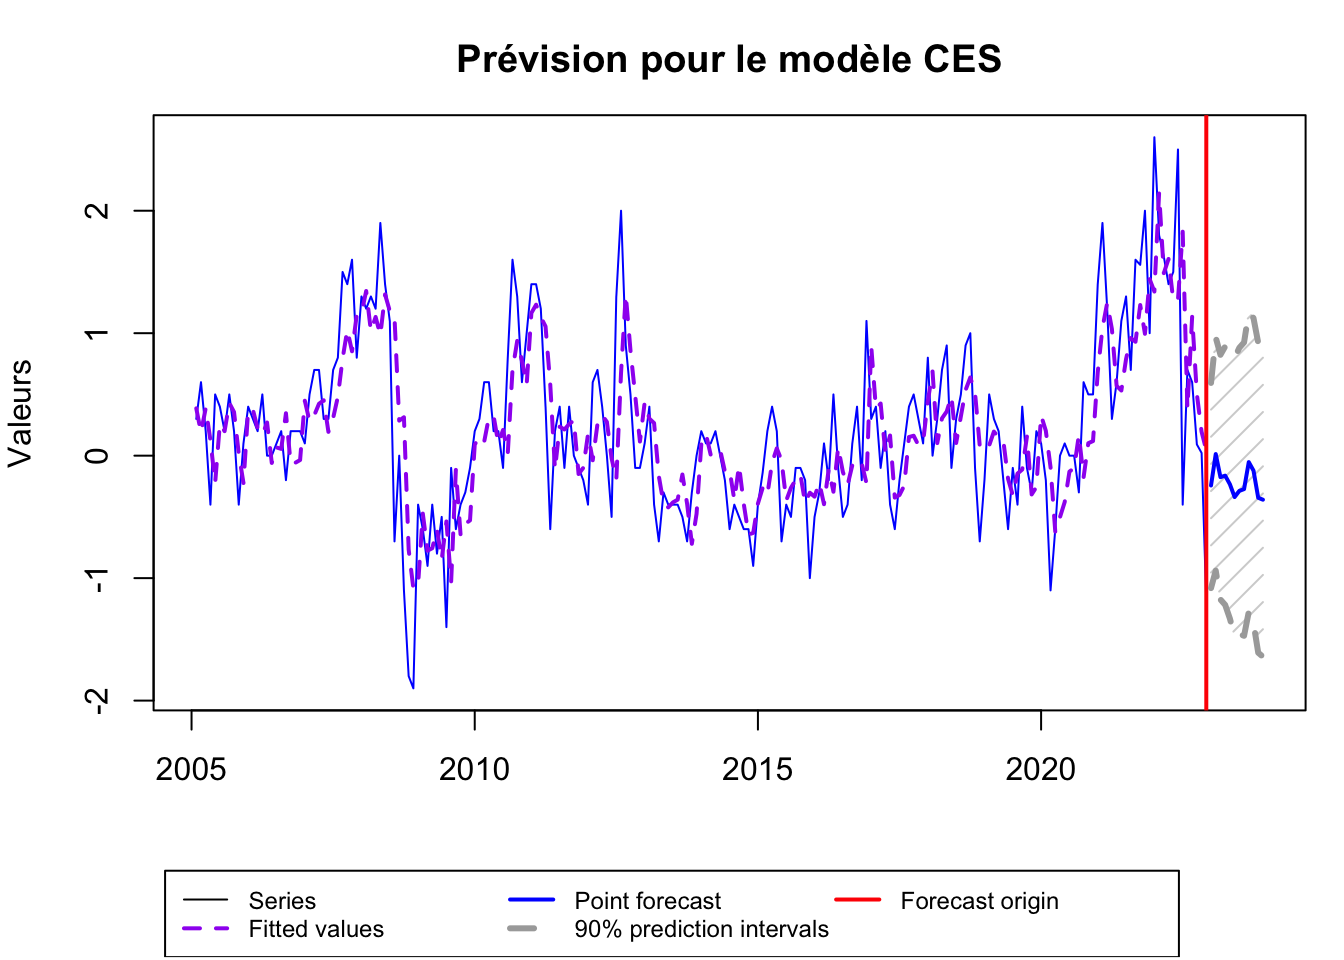 Prévision pour le modèle CES
Valeurs
2
1
0
-1
-2
2005 2010 2015 2020
Series Point forecast Forecast origin
Fitted values 90% prediction intervals